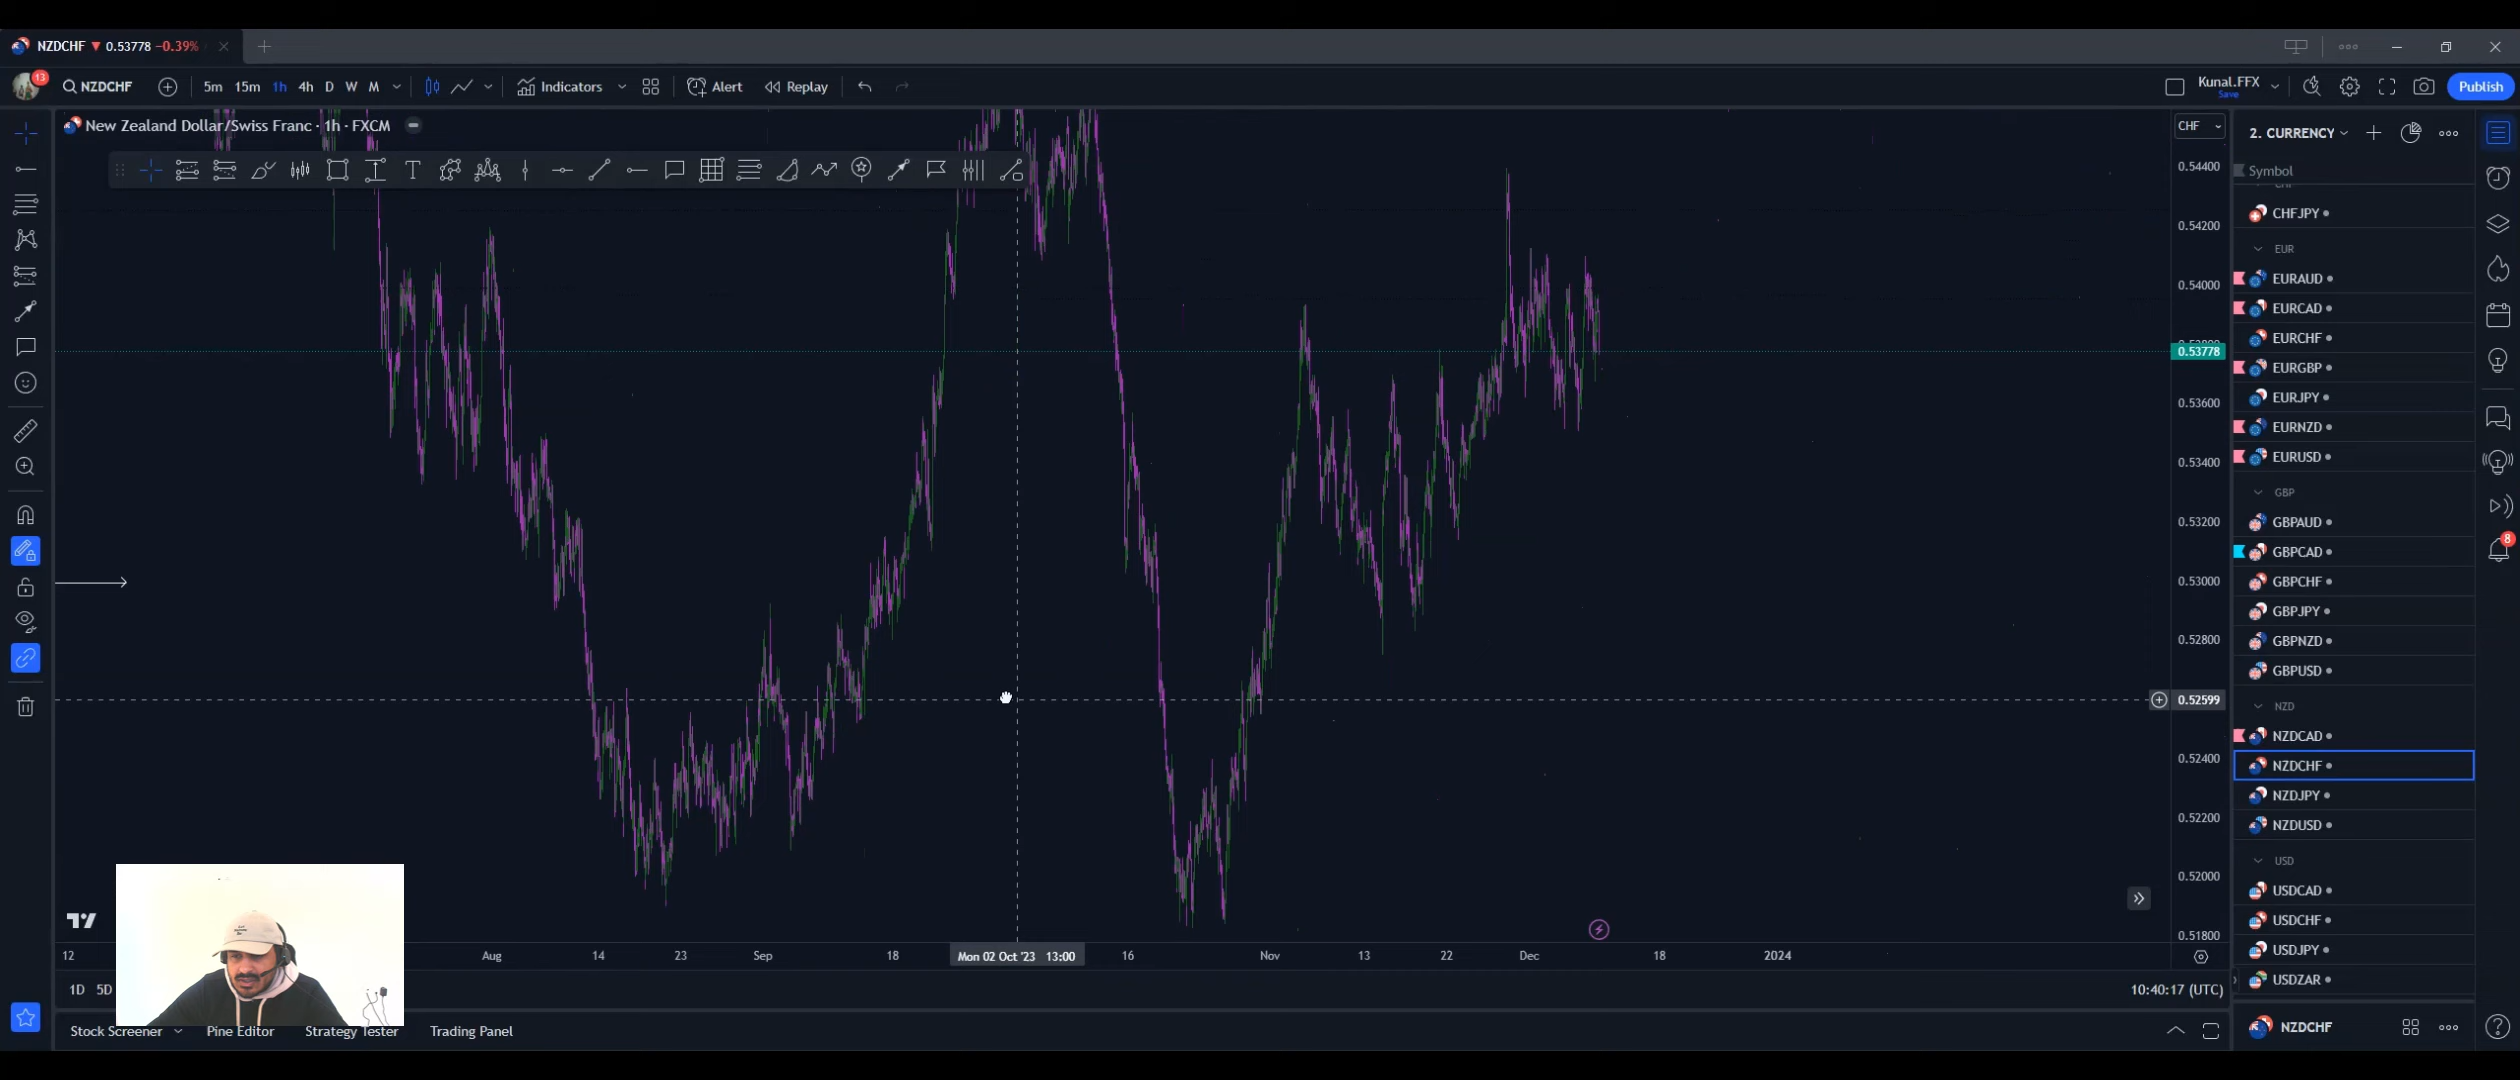 NZDCHF ▼ 0.53778 −0.39%
13 NZDCHF 5m 15m 1h 4h D W M Indicators Alert Replay Kunal.FFX Save Publish
New Zealand Dollar/Swiss Franc · 1h · FXCM
CHF
2. CURRENCY
Symbol
CHFJPY
EUR
EURAUD
EURCAD
EURCHF
EURGBP
EURJPY
EURNZD
EURUSD
GBP
GBPAUD
GBPCAD
GBPCHF
GBPJPY
GBPNZD
GBPUSD
NZD
NZDCAD
NZDCHF
NZDJPY
NZDUSD
USD
USDCAD
USDCHF
USDJPY
USDZAR
NZDCHF
8
0.54400
0.54200
0.54000
0.53778
0.53600
0.53400
0.53200
0.53000
0.52800
0.52599
0.52400
0.52200
0.52000
0.51800
12 Aug 14 23 Sep 18 Mon 02 Oct '23 13:00 16 Nov 13 22 Dec 18 2024
1D 5D
10:40:17 (UTC)
Stock Screener Pine Editor Strategy Tester Trading Panel